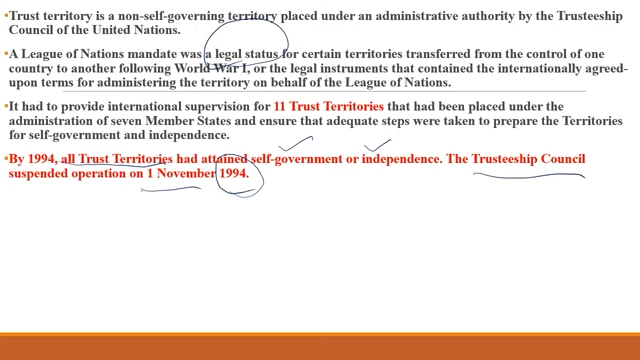 •Trust territory is a non-self-governing territory placed under an administrative authority by the Trusteeship
Council of the United Nations.
•A League of Nations mandate was a legal status for certain territories transferred from the control of one
country to another following World War I, or the legal instruments that contained the internationally agreed-
upon terms for administering the territory on behalf of the League of Nations.
•It had to provide international supervision for 11 Trust Territories that had been placed under the
administration of seven Member States and ensure that adequate steps were taken to prepare the Territories
for self-government and independence.
•By 1994, all Trust Territories had attained self-government or independence. The Trusteeship Council
suspended operation on 1 November 1994.